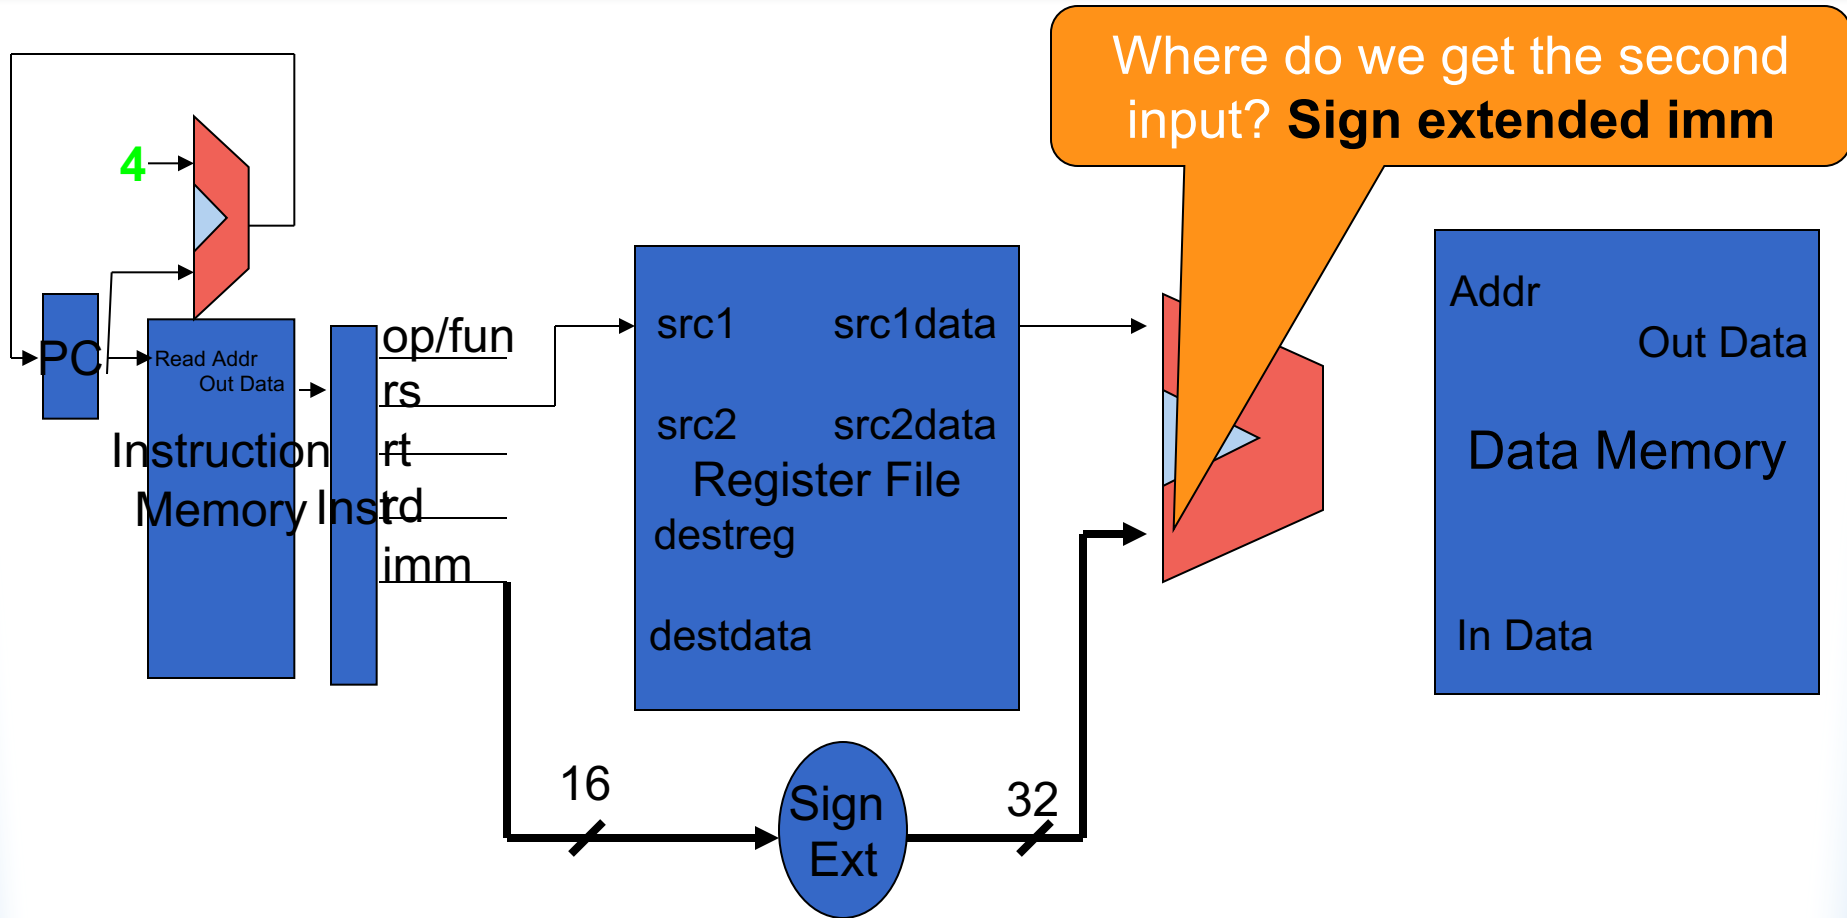 Where do we get the second
input? Sign extended imm
4
PC
Read Addr
Out Data
Instruction
Memory
Instr
op/fun
rs
rt
rd
imm
src1
src1data
src2
src2data
Register File
destreg
destdata
Addr
Out Data
Data Memory
In Data
16
Sign
Ext
32